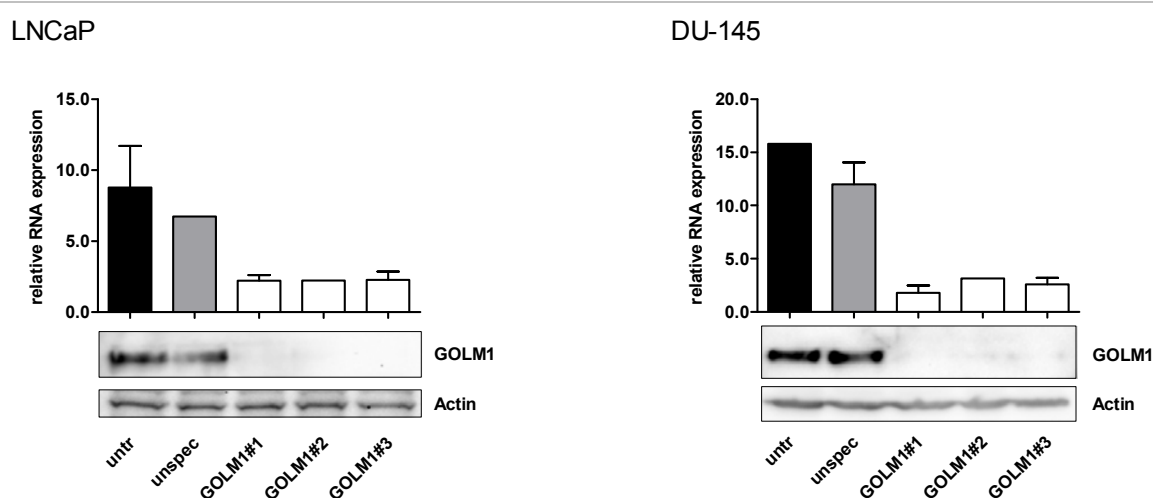 LNCaP
relative RNA expression
15.0
10.0
5.0
0.0
GOLM1
Actin
untr
unspec
GOLM1#1
GOLM1#2
GOLM1#3
DU-145
relative RNA expression
20.0
15.0
10.0
5.0
0.0
GOLM1
Actin
untr
unspec
GOLM1#1
GOLM1#2
GOLM1#3